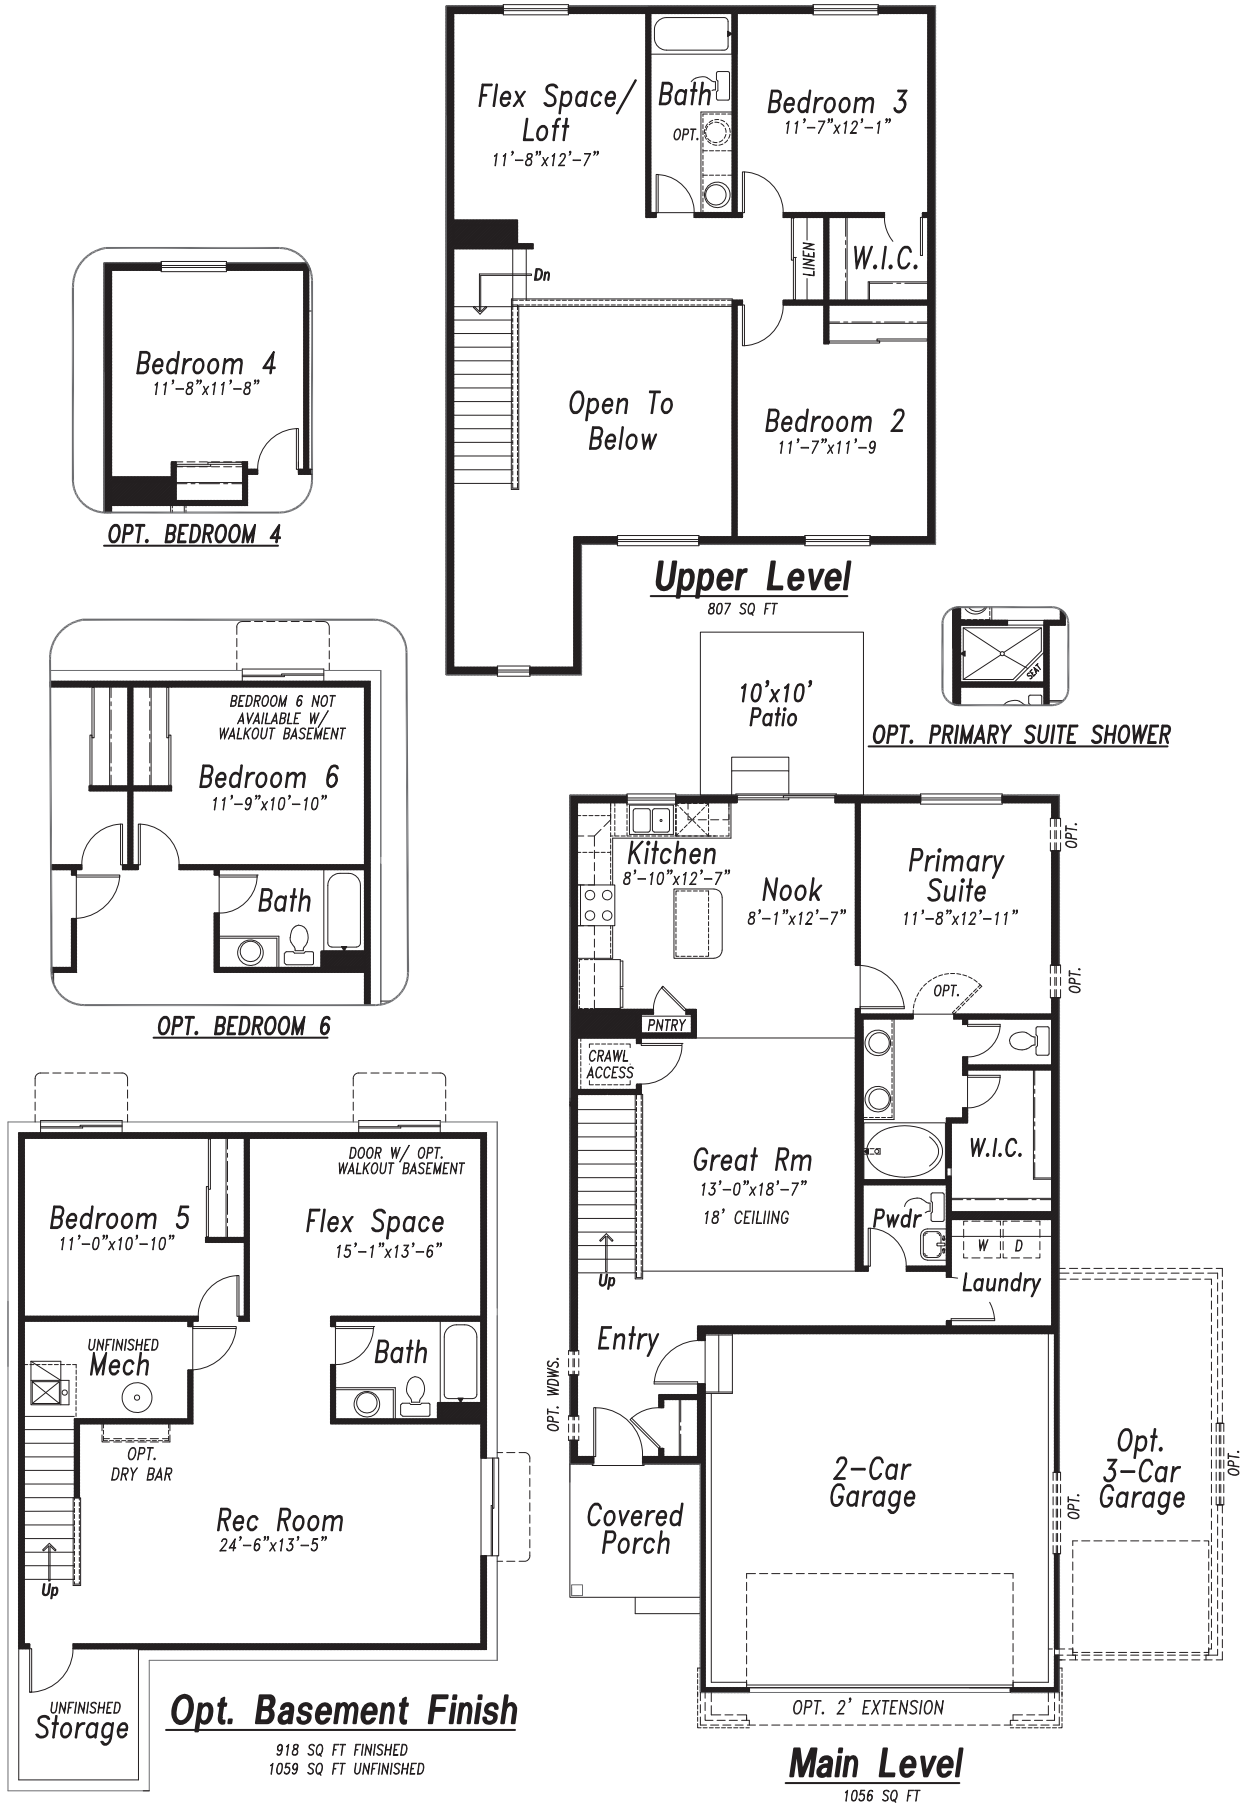 Flex Space/
Loft
11'-8"x12'-7"
Bath
OPT.
Bedroom 3
11'-7"x12'-1"
LINEN
W.I.C.
Dn
Open To
Below
Bedroom 2
11'-7"x11'-9
Upper Level
807 SQ FT
Bedroom 4
11'-8"x11'-8"
OPT. BEDROOM 4
BEDROOM 6 NOT
AVAILABLE W/
WALKOUT BASEMENT
Bedroom 6
11'-9"x10'-10"
Bath
OPT. BEDROOM 6
SEAT
OPT. PRIMARY SUITE SHOWER
10'x10'
Patio
Kitchen
8'-10"x12'-7"
Nook
8'-1"x12'-7"
Primary
Suite
11'-8"x12'-11"
OPT.
OPT.
OPT.
PNTRY
CRAWL
ACCESS
Great Rm
13'-0"x18'-7"
18' CEILIING
W.I.C.
Pwdr
W
D
Laundry
Up
Entry
OPT. WDWS.
Covered
Porch
2-Car
Garage
OPT.
Opt.
3-Car
Garage
OPT.
OPT. 2' EXTENSION
Main Level
1056 SQ FT
DOOR W/ OPT.
WALKOUT BASEMENT
Bedroom 5
11'-0"x10'-10"
Flex Space
15'-1"x13'-6"
UNFINISHED
Mech
Bath
OPT.
DRY BAR
Rec Room
24'-6"x13'-5"
Up
UNFINISHED
Storage
Opt. Basement Finish
918 SQ FT FINISHED
1059 SQ FT UNFINISHED